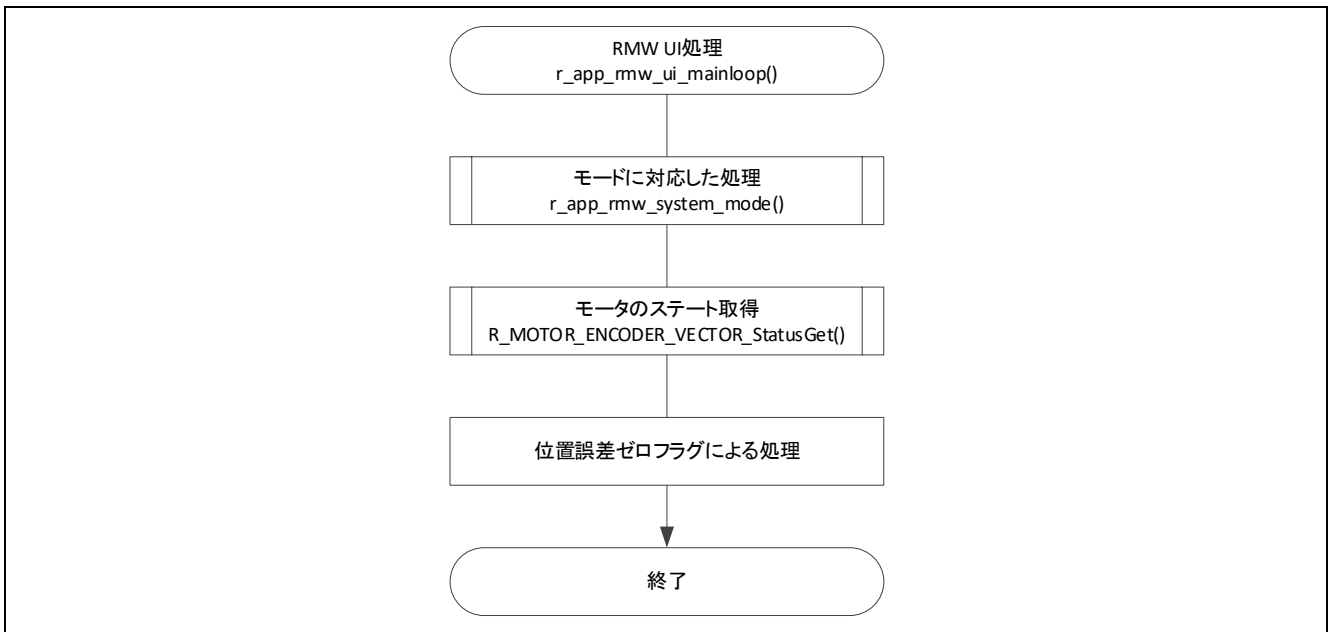 RMW UI処理
r_app_rmw_ui_mainloop()
モードに対応した処理
r_app_rmw_system_mode()
モータのステート取得
R_MOTOR_ENCODER_VECTOR_StatusGet()
位置誤差ゼロフラグによる処理
終了